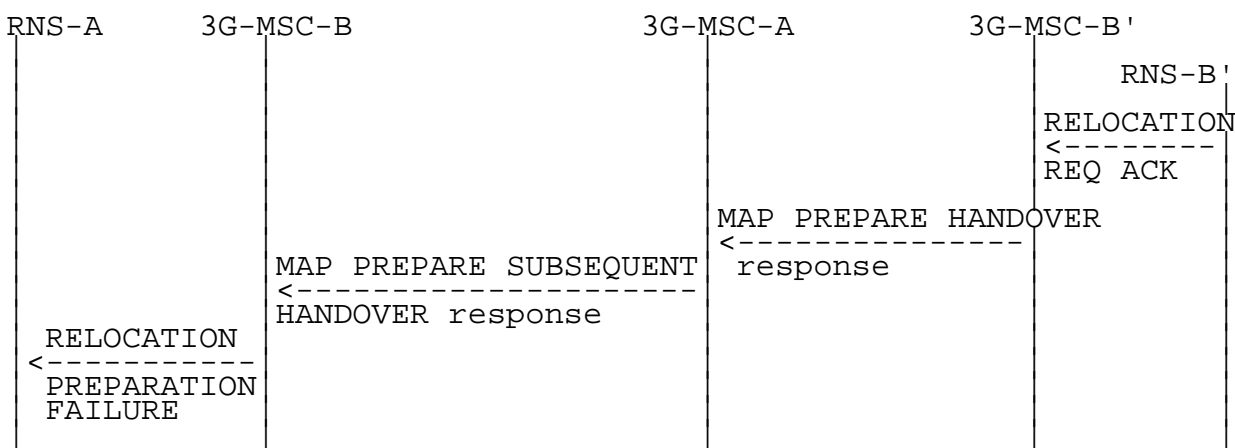 RNS-A 3G-MSC-B 3G-MSC-A 3G-MSC-B'
RNS-B'
RELOCATION
REQ ACK
MAP PREPARE HANDOVER
response
MAP PREPARE SUBSEQUENT
HANDOVER response
RELOCATION
PREPARATION
FAILURE